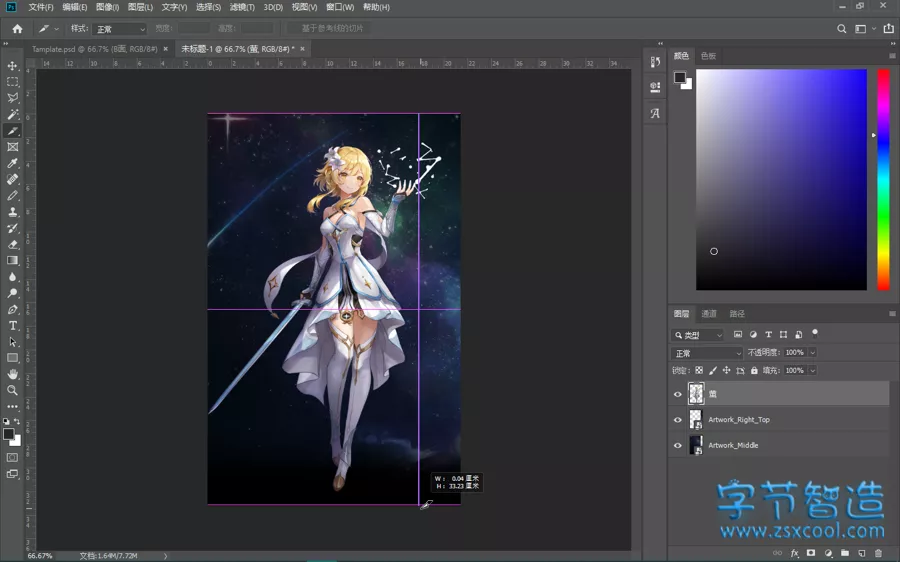 Ps 文件(F) 编辑(E) 图像(I) 图层(L) 文字(Y) 选择(S) 滤镜(T) 3D(D) 视图(V) 窗口(W) 帮助(H)
样式: 正常 宽度: 高度: 基于参考线的切片
Tamplate.psd @ 66.7% (8面, RGB/8#) × 未标题-1 @ 66.7% (萤, RGB/8#) * ×
颜色 色板
图层 通道 路径
类型
正常 不透明度: 100%
锁定: 填充: 100%
萤
Artwork_Right_Top
Artwork_Middle
W: 0.04 厘米
H: 33.23 厘米
字节智造
www.zsxcool.com
66.67% 文档:1.64M/7.72M